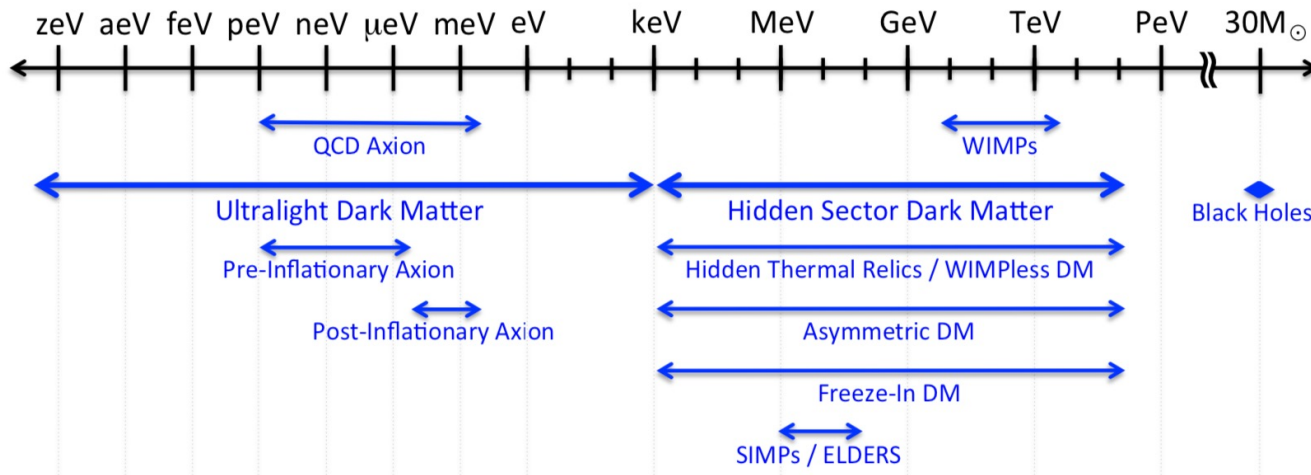 zeV aeV feV peV neV μeV meV eV keV MeV GeV TeV PeV 30M☉
QCD Axion WIMPs
Ultralight Dark Matter Hidden Sector Dark Matter Black Holes
Pre-Inflationary Axion Hidden Thermal Relics / WIMPless DM
Post-Inflationary Axion Asymmetric DM
Freeze-In DM
SIMPs / ELDERS